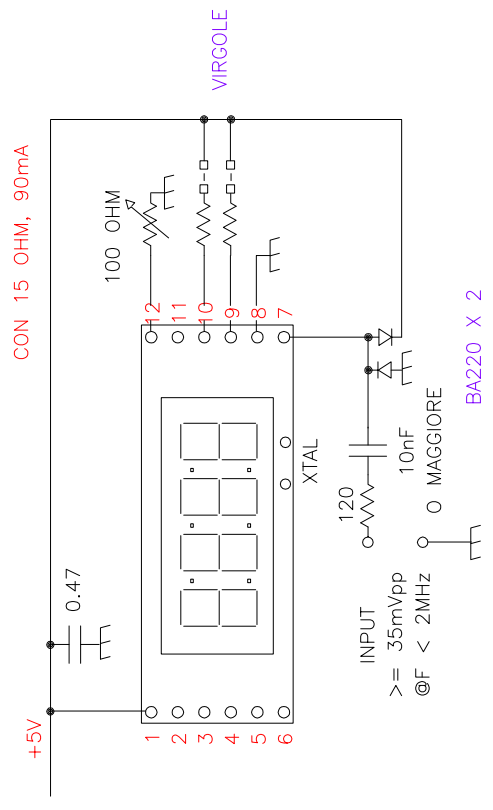 +5V
CON 15 OHM, 90mA
0.47
100 OHM
VIRGOLE
1
2
3
4
5
6
12
11
10
9
8
7
XTAL
120
10nF
INPUT
>= 35mVpp
@F < 2MHz
O MAGGIORE
BA220 X 2